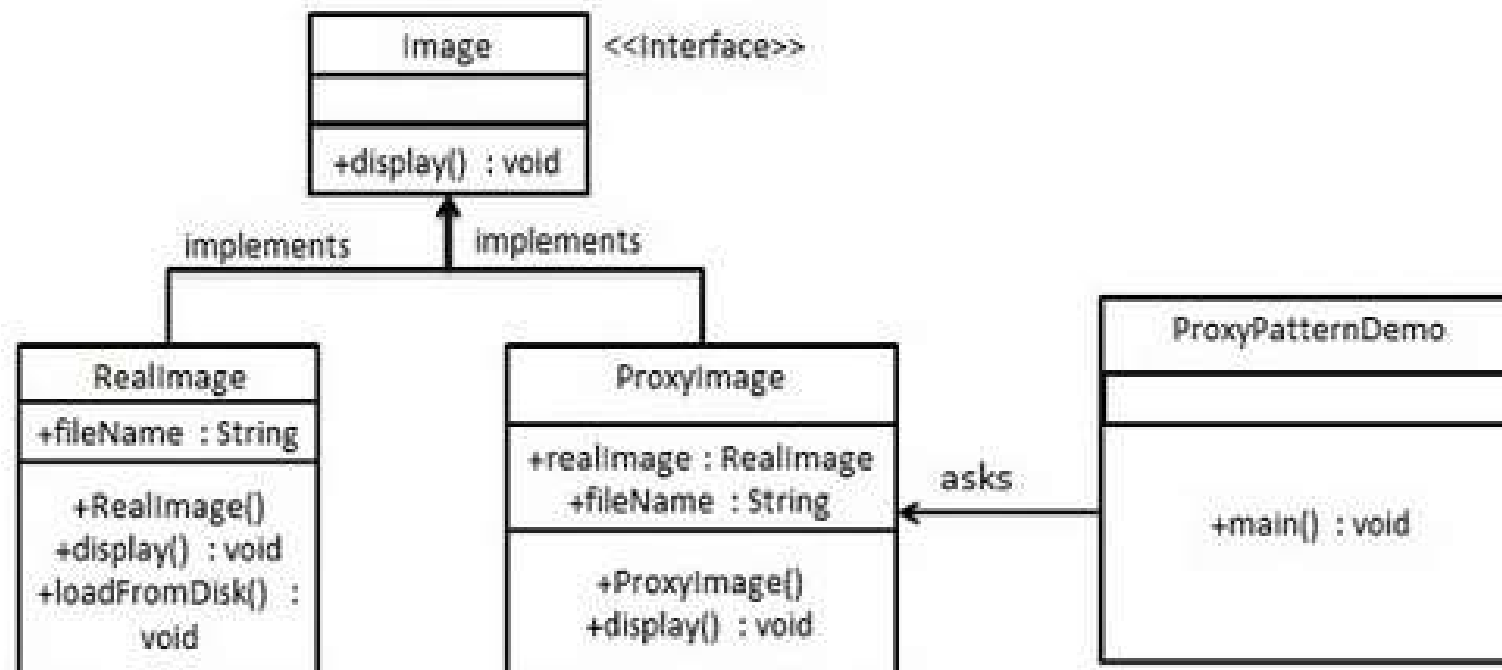 Image
<<Interface>>
+display() : void
implements
implements
RealImage
+fileName : String
+RealImage()
+display() : void
+loadFromDisk() :
void
ProxyImage
+realImage : RealImage
+fileName : String
+ProxyImage()
+display() : void
asks
ProxyPatternDemo
+main() : void